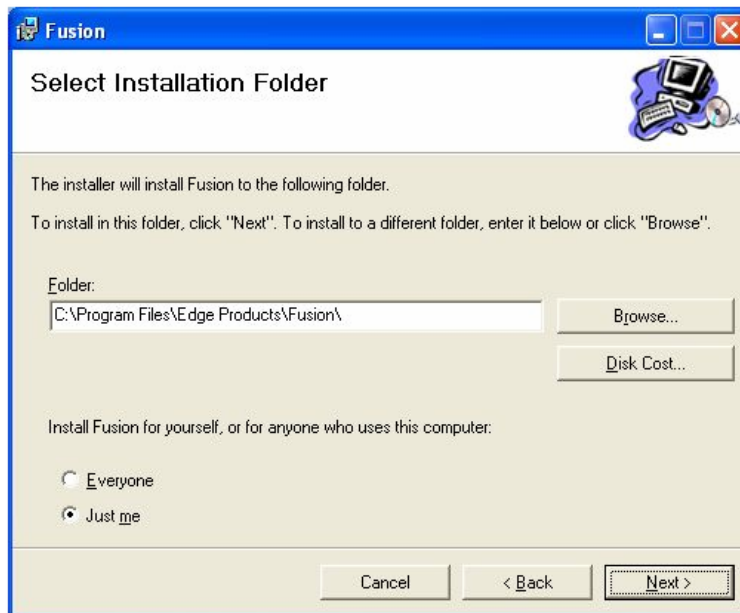 Fusion
Select Installation Folder
The installer will install Fusion to the following folder.
To install in this folder, click "Next". To install to a different folder, enter it below or click "Browse".
Folder:
C:\Program Files\Edge Products\Fusion\
Browse...
Disk Cost...
Install Fusion for yourself, or for anyone who uses this computer:
Everyone
Just me
Cancel
< Back
Next >